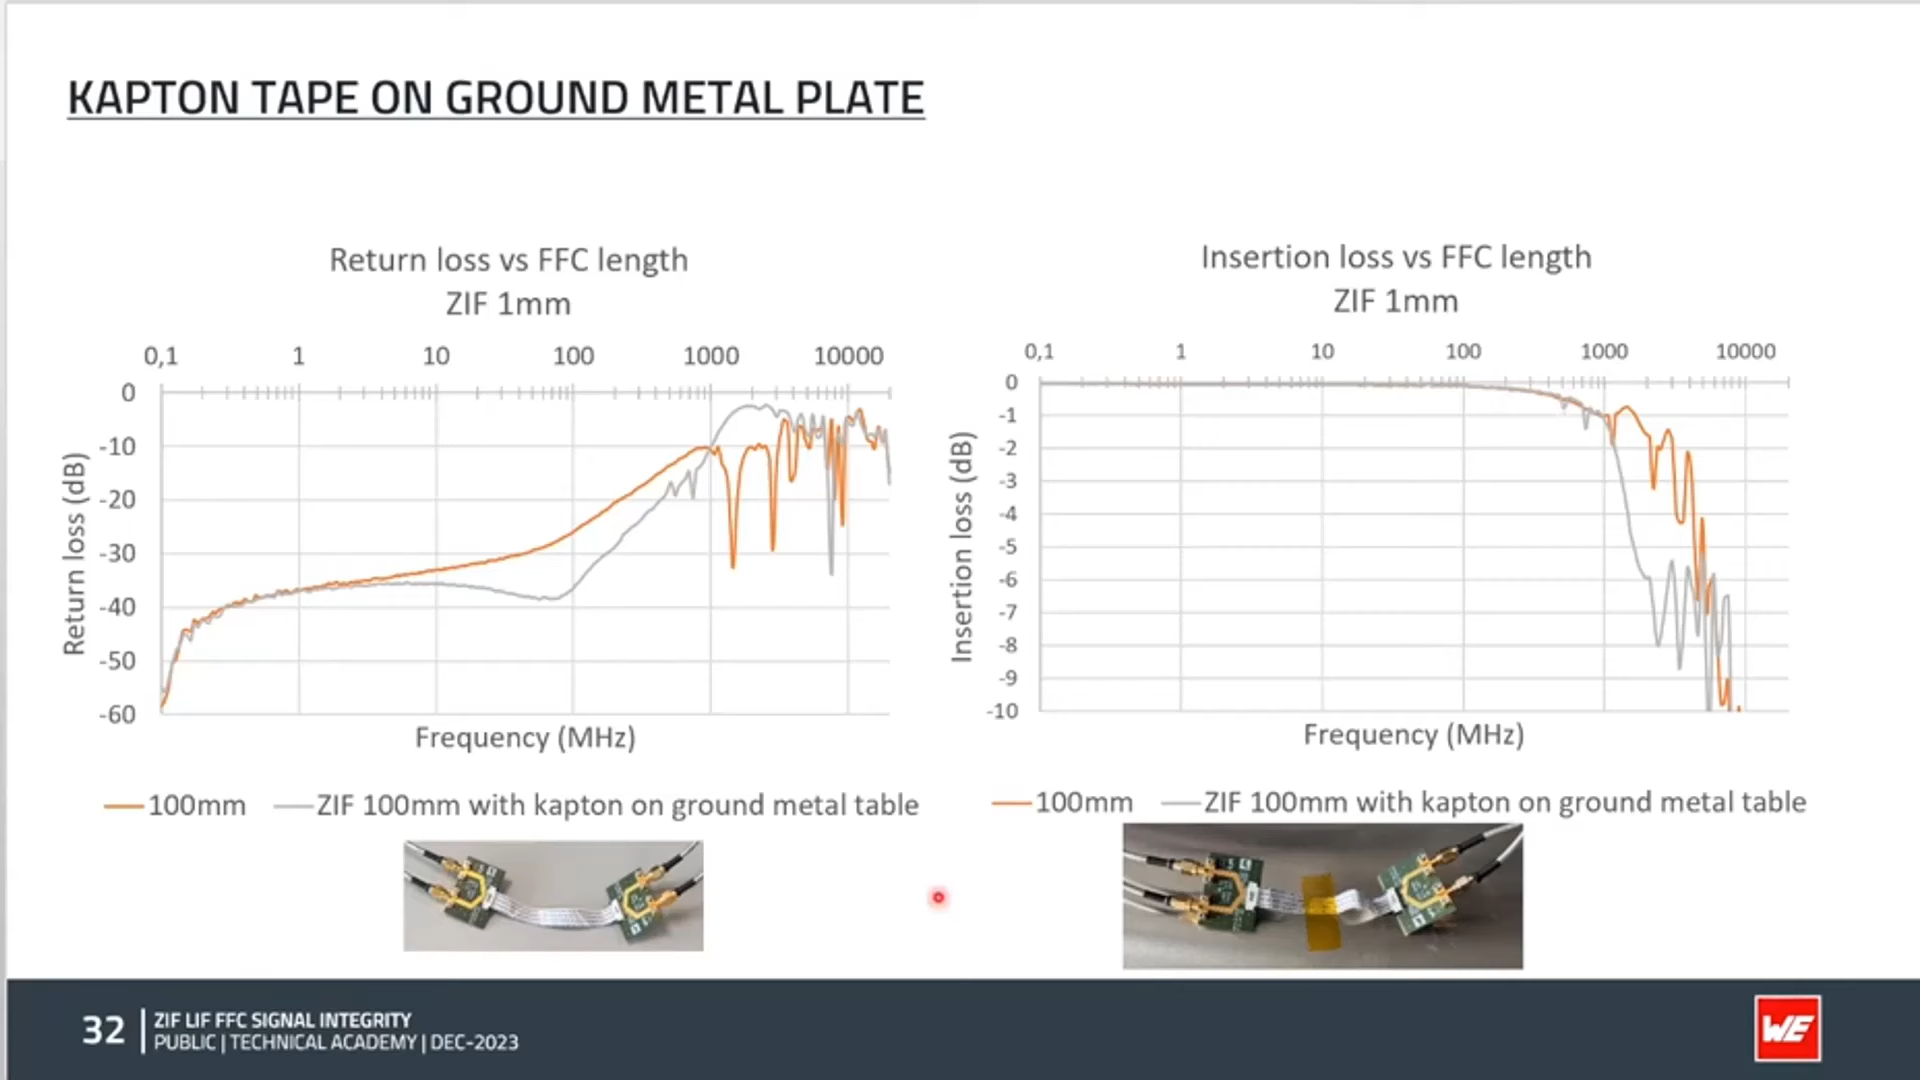 KAPTON TAPE ON GROUND METAL PLATE
Return loss vs FFC length
ZIF 1mm
0,1 1 10 100 1000 10000
0
-10
-20
-30
-40
-50
-60
Return loss (dB)
Frequency (MHz)
100mm ZIF 100mm with kapton on ground metal table
Insertion loss vs FFC length
ZIF 1mm
0,1 1 10 100 1000 10000
0
-1
-2
-3
-4
-5
-6
-7
-8
-9
-10
Insertion loss (dB)
Frequency (MHz)
100mm ZIF 100mm with kapton on ground metal table
32
ZIF LIF FFC SIGNAL INTEGRITY
PUBLIC | TECHNICAL ACADEMY | DEC-2023
WE